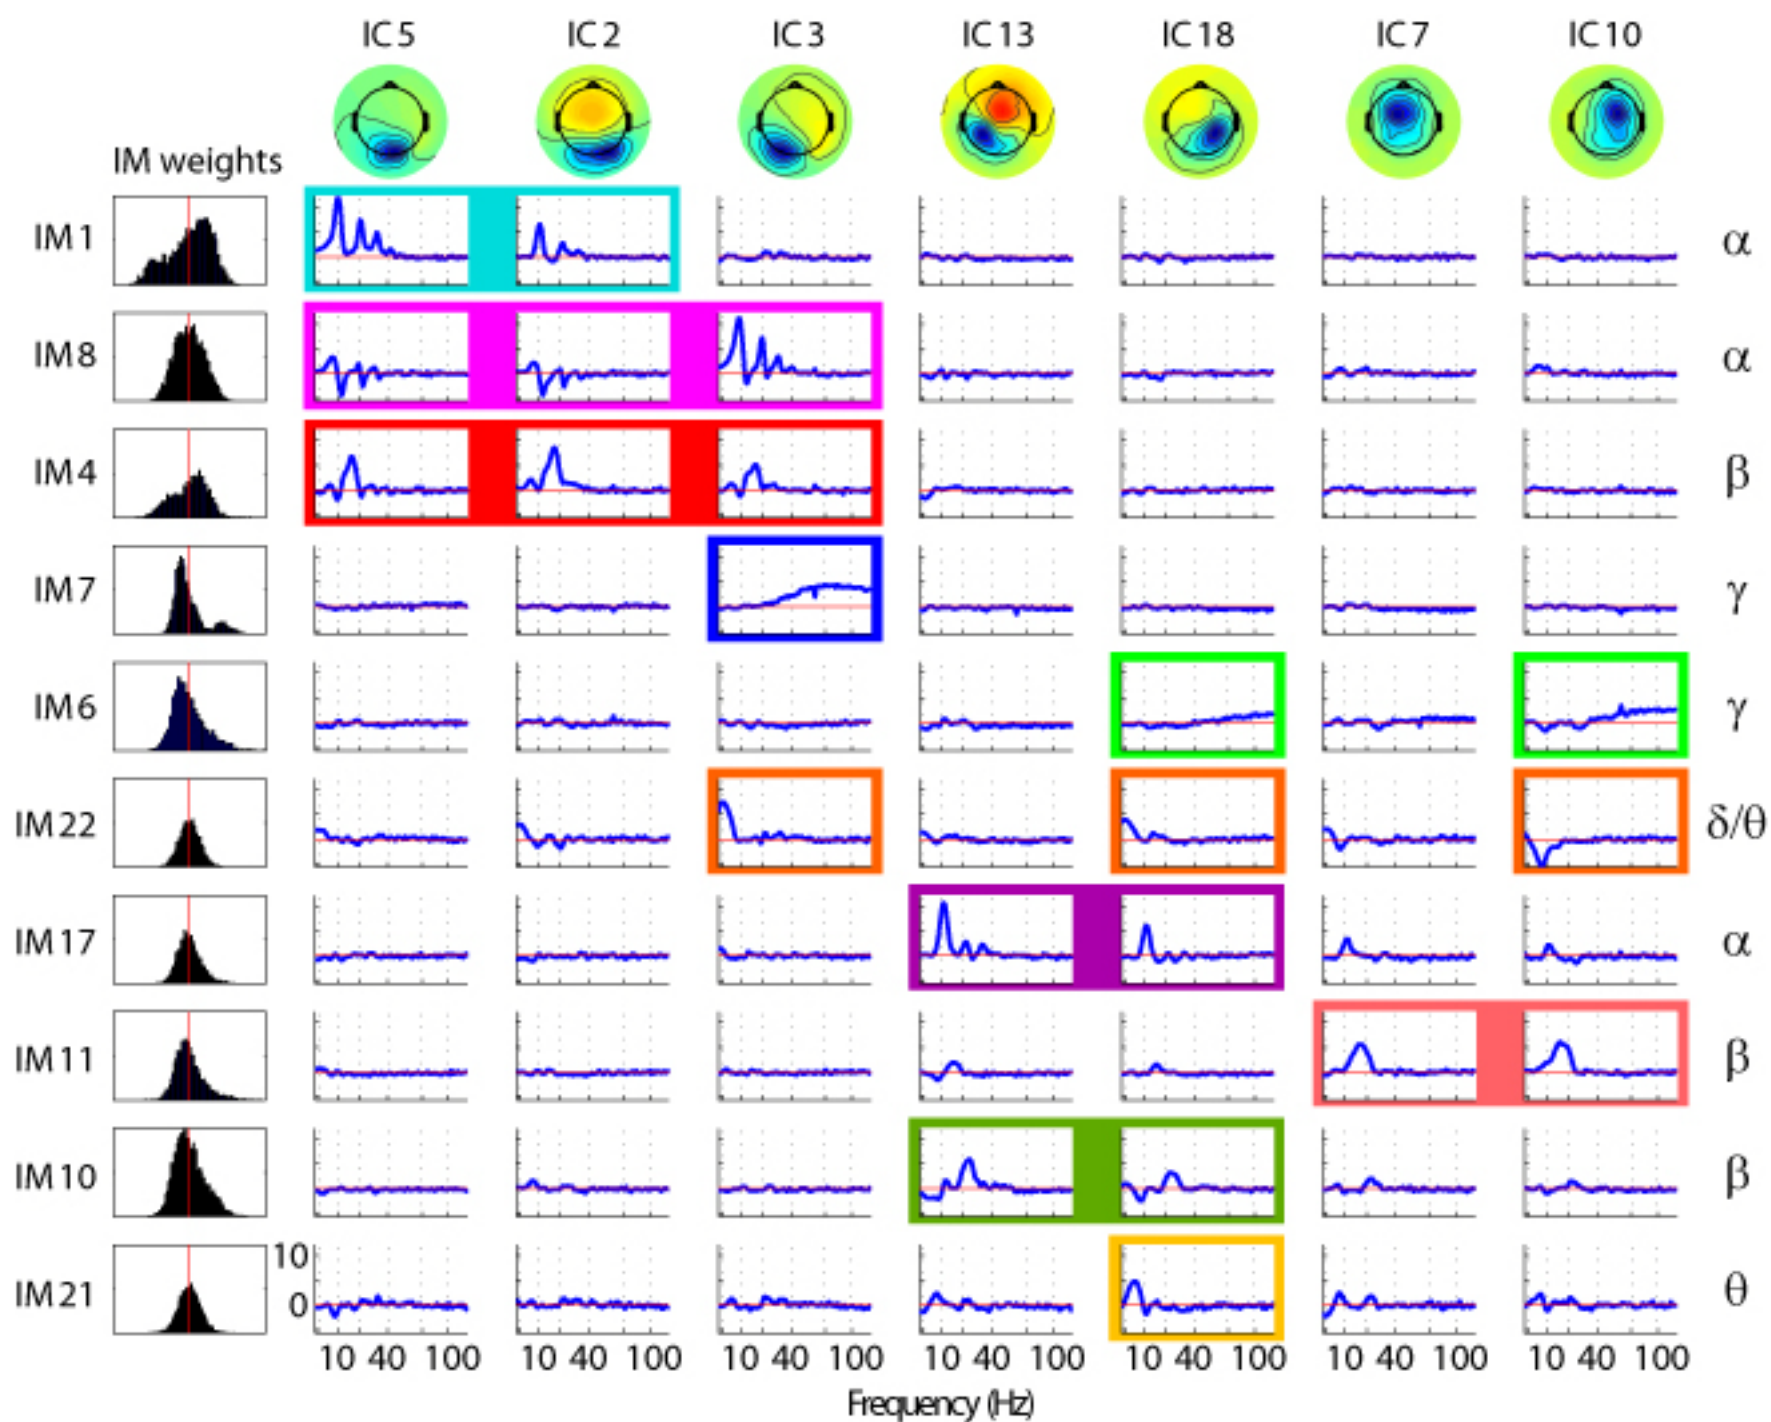 IC5 IC2 IC3 IC13 IC18 IC7 IC10
IM weights
IM1 α
IM8 α
IM4 β
IM7 γ
IM6 γ
IM22 δ/θ
IM17 α
IM11 β
IM10 β
10
IM21 0 θ
10 40 100 10 40 100 10 40 100 10 40 100 10 40 100 10 40 100 10 40 100
Frequency (Hz)